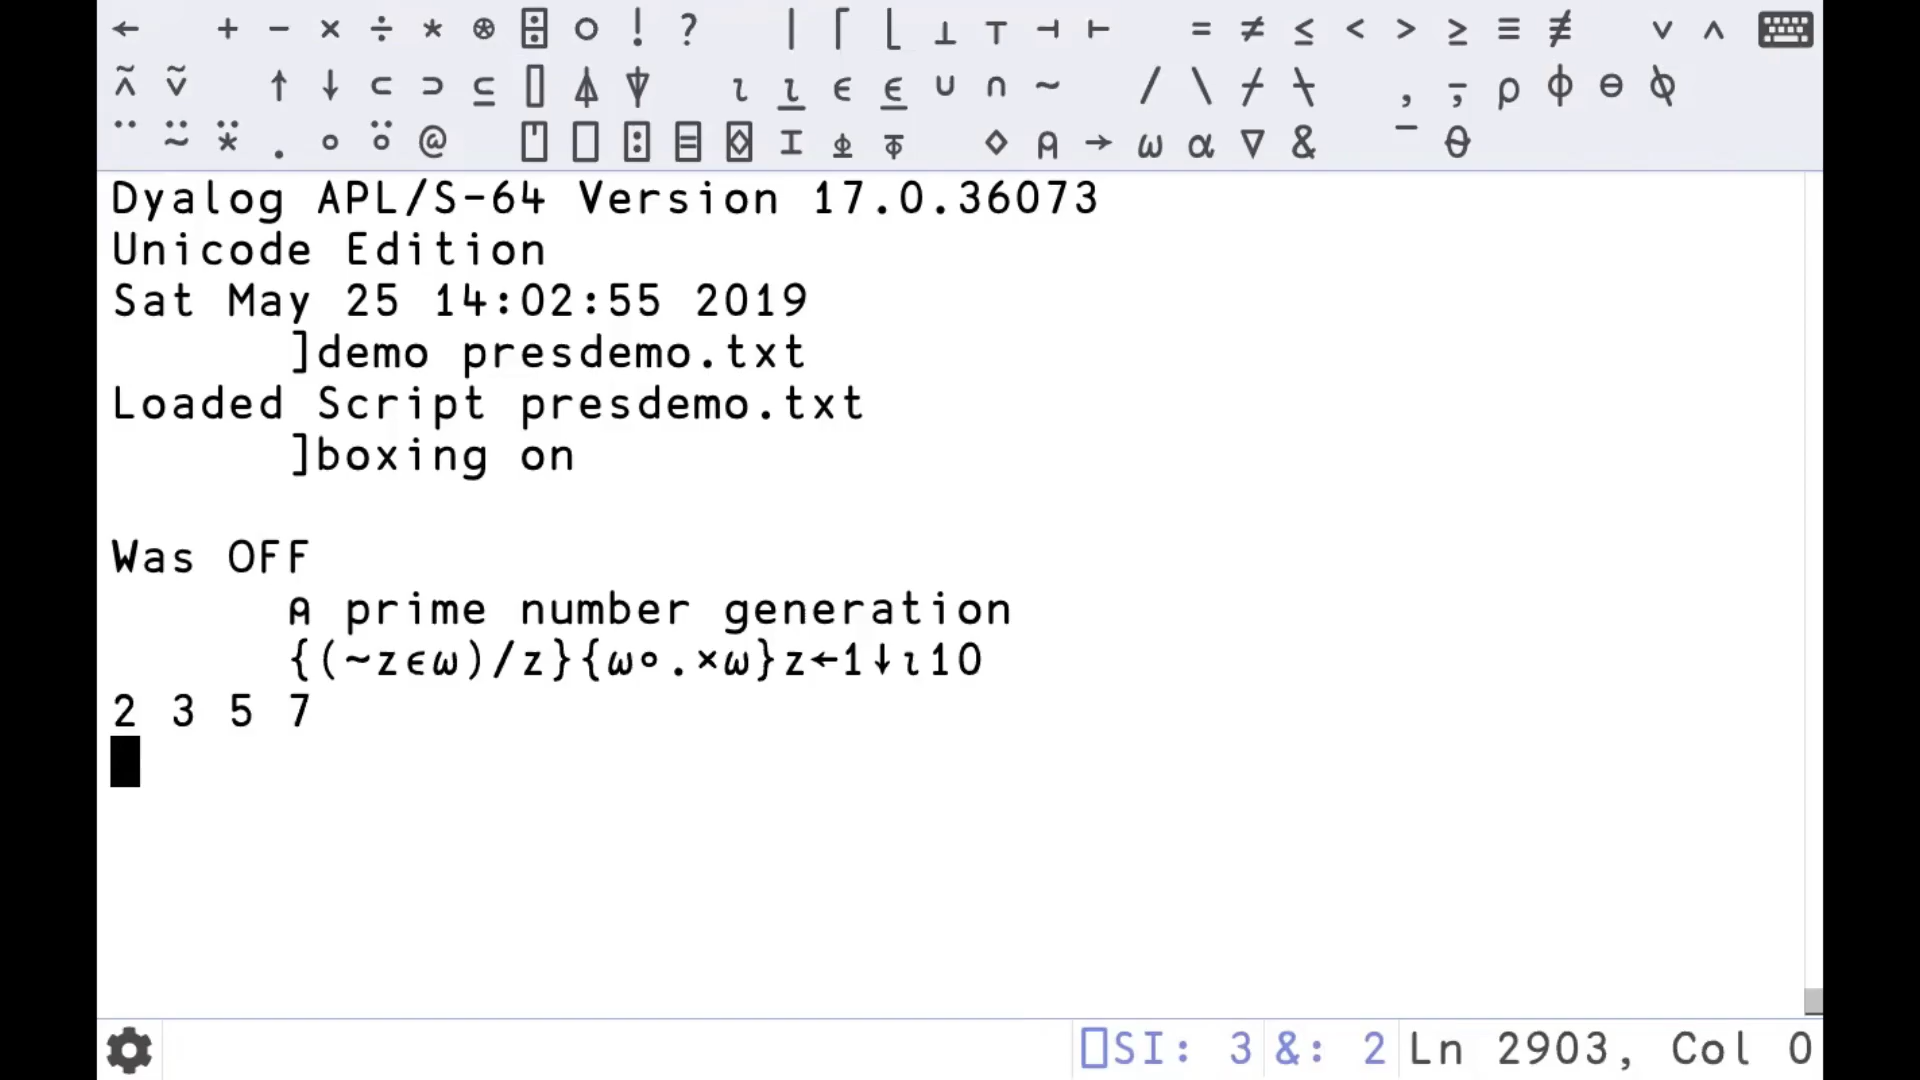 ← + − × ÷ * ⍟ ⌹ ○ ! ? | ⌈ ⌊ ⊥ ⊤ ⊣ ⊢ = ≠ ≤ < > ≥ ≡ ≢ ∨ ∧
⍲ ⍱ ↑ ↓ ⊂ ⊃ ⊆ ⌷ ⍋ ⍒ ⍳ ⍸ ∊ ⍷ ∪ ∩ ~ / \ ⌿ ⍀ , ⍪ ⍴ ⌽ ⊖ ⍉
¨ ⍨ ⍣ . ∘ ⍤ @ ⍞ ⎕ ⍠ ⌸ ⌺ ⌶ ⍎ ⍕ ⋄ ⍝ → ⍵ ⍺ ∇ & ¯ ⍬
Dyalog APL/S-64 Version 17.0.36073
Unicode Edition
Sat May 25 14:02:55 2019
]demo presdemo.txt
Loaded Script presdemo.txt
]boxing on
Was OFF
⍝ prime number generation
{(~z∊⍵)/z}{⍵∘.×⍵}z←1↓⍳10
2 3 5 7
⎕SI: 3 &: 2 Ln 2903, Col 0